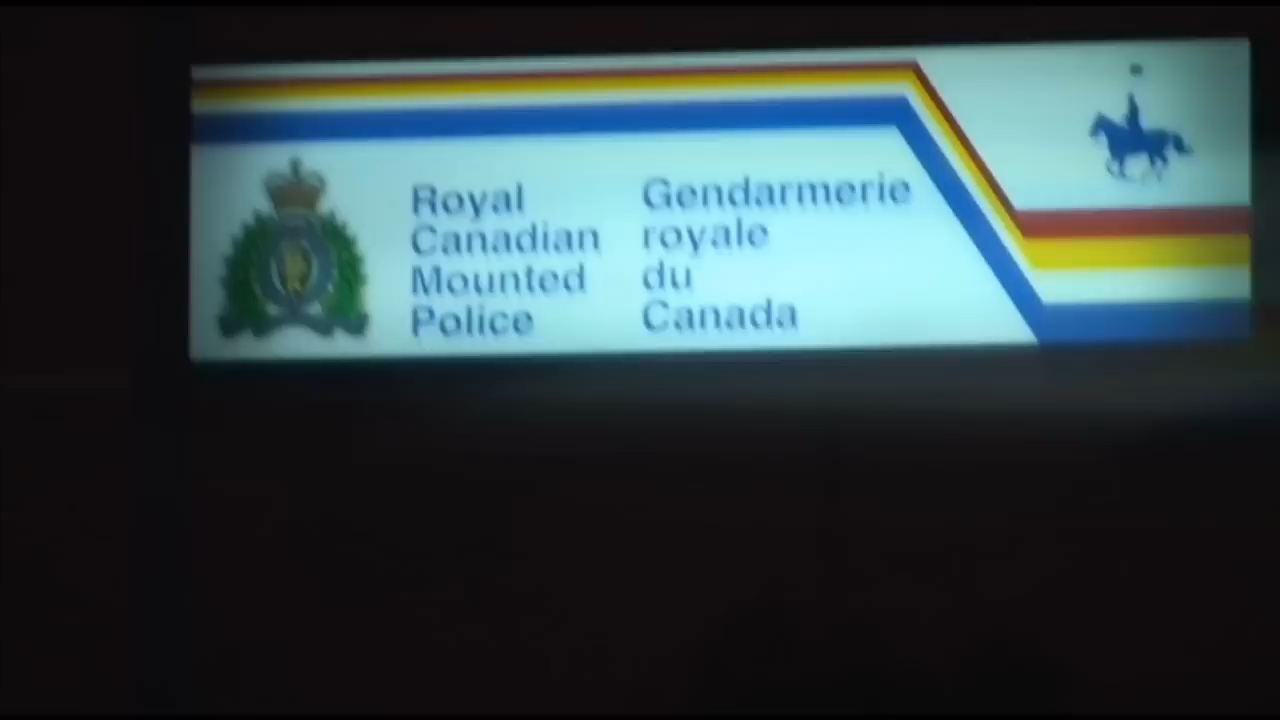 Royal
Canadian
Mounted
Police
Gendarmerie
royale
du
Canada